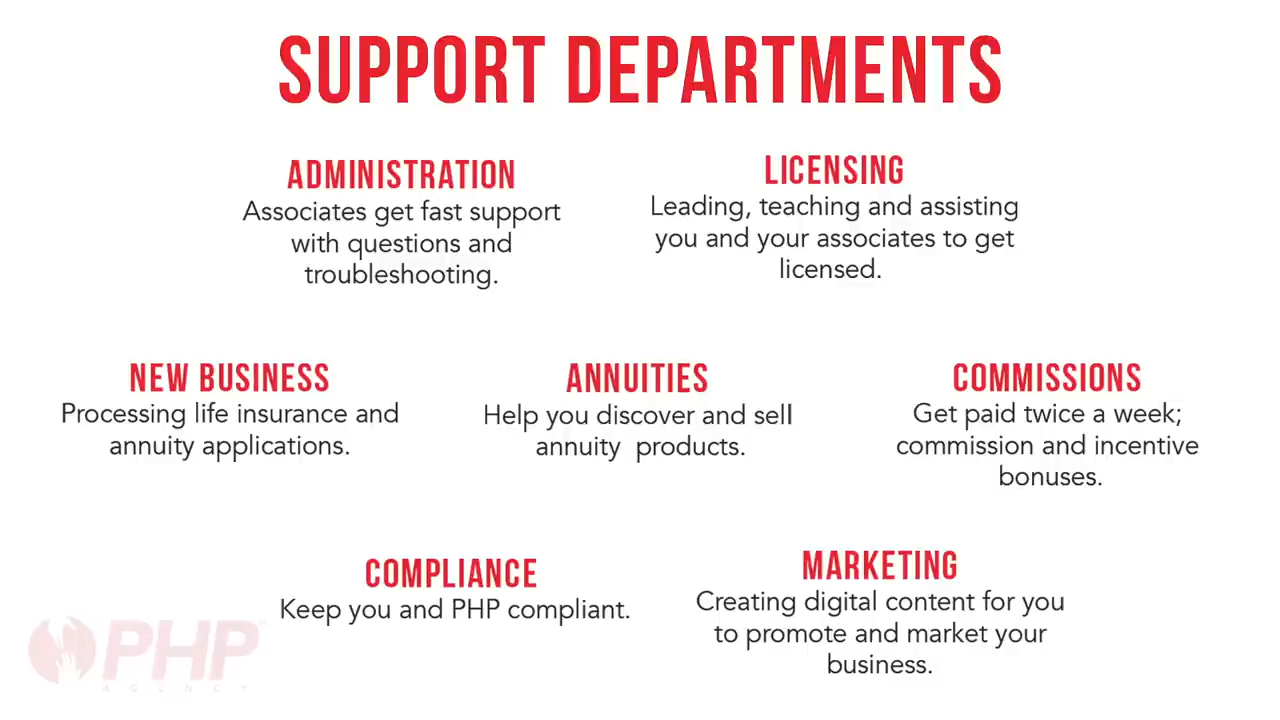 SUPPORT DEPARTMENTS
ADMINISTRATION
Associates get fast support
with questions and
troubleshooting.
LICENSING
Leading, teaching and assisting
you and your associates to get
licensed.
NEW BUSINESS
Processing life insurance and
annuity applications.
ANNUITIES
Help you discover and sell
annuity  products.
COMMISSIONS
Get paid twice a week;
commission and incentive
bonuses.
COMPLIANCE
Keep you and PHP compliant.
MARKETING
Creating digital content for you
to promote and market your
business.
PHP
AGENCY